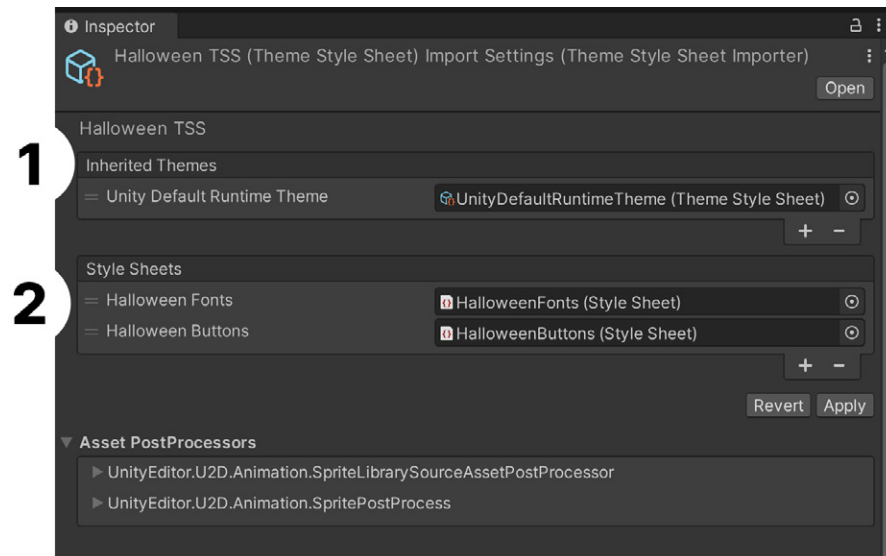 Inspector
Halloween TSS (Theme Style Sheet) Import Settings (Theme Style Sheet Importer)
Open
Halloween TSS
1
Inherited Themes
Unity Default Runtime Theme UnityDefaultRuntimeTheme (Theme Style Sheet)
+ −
Style Sheets
2
Halloween Fonts HalloweenFonts (Style Sheet)
Halloween Buttons HalloweenButtons (Style Sheet)
+ −
Revert Apply
Asset PostProcessors
UnityEditor.U2D.Animation.SpriteLibrarySourceAssetPostProcessor
UnityEditor.U2D.Animation.SpritePostProcess